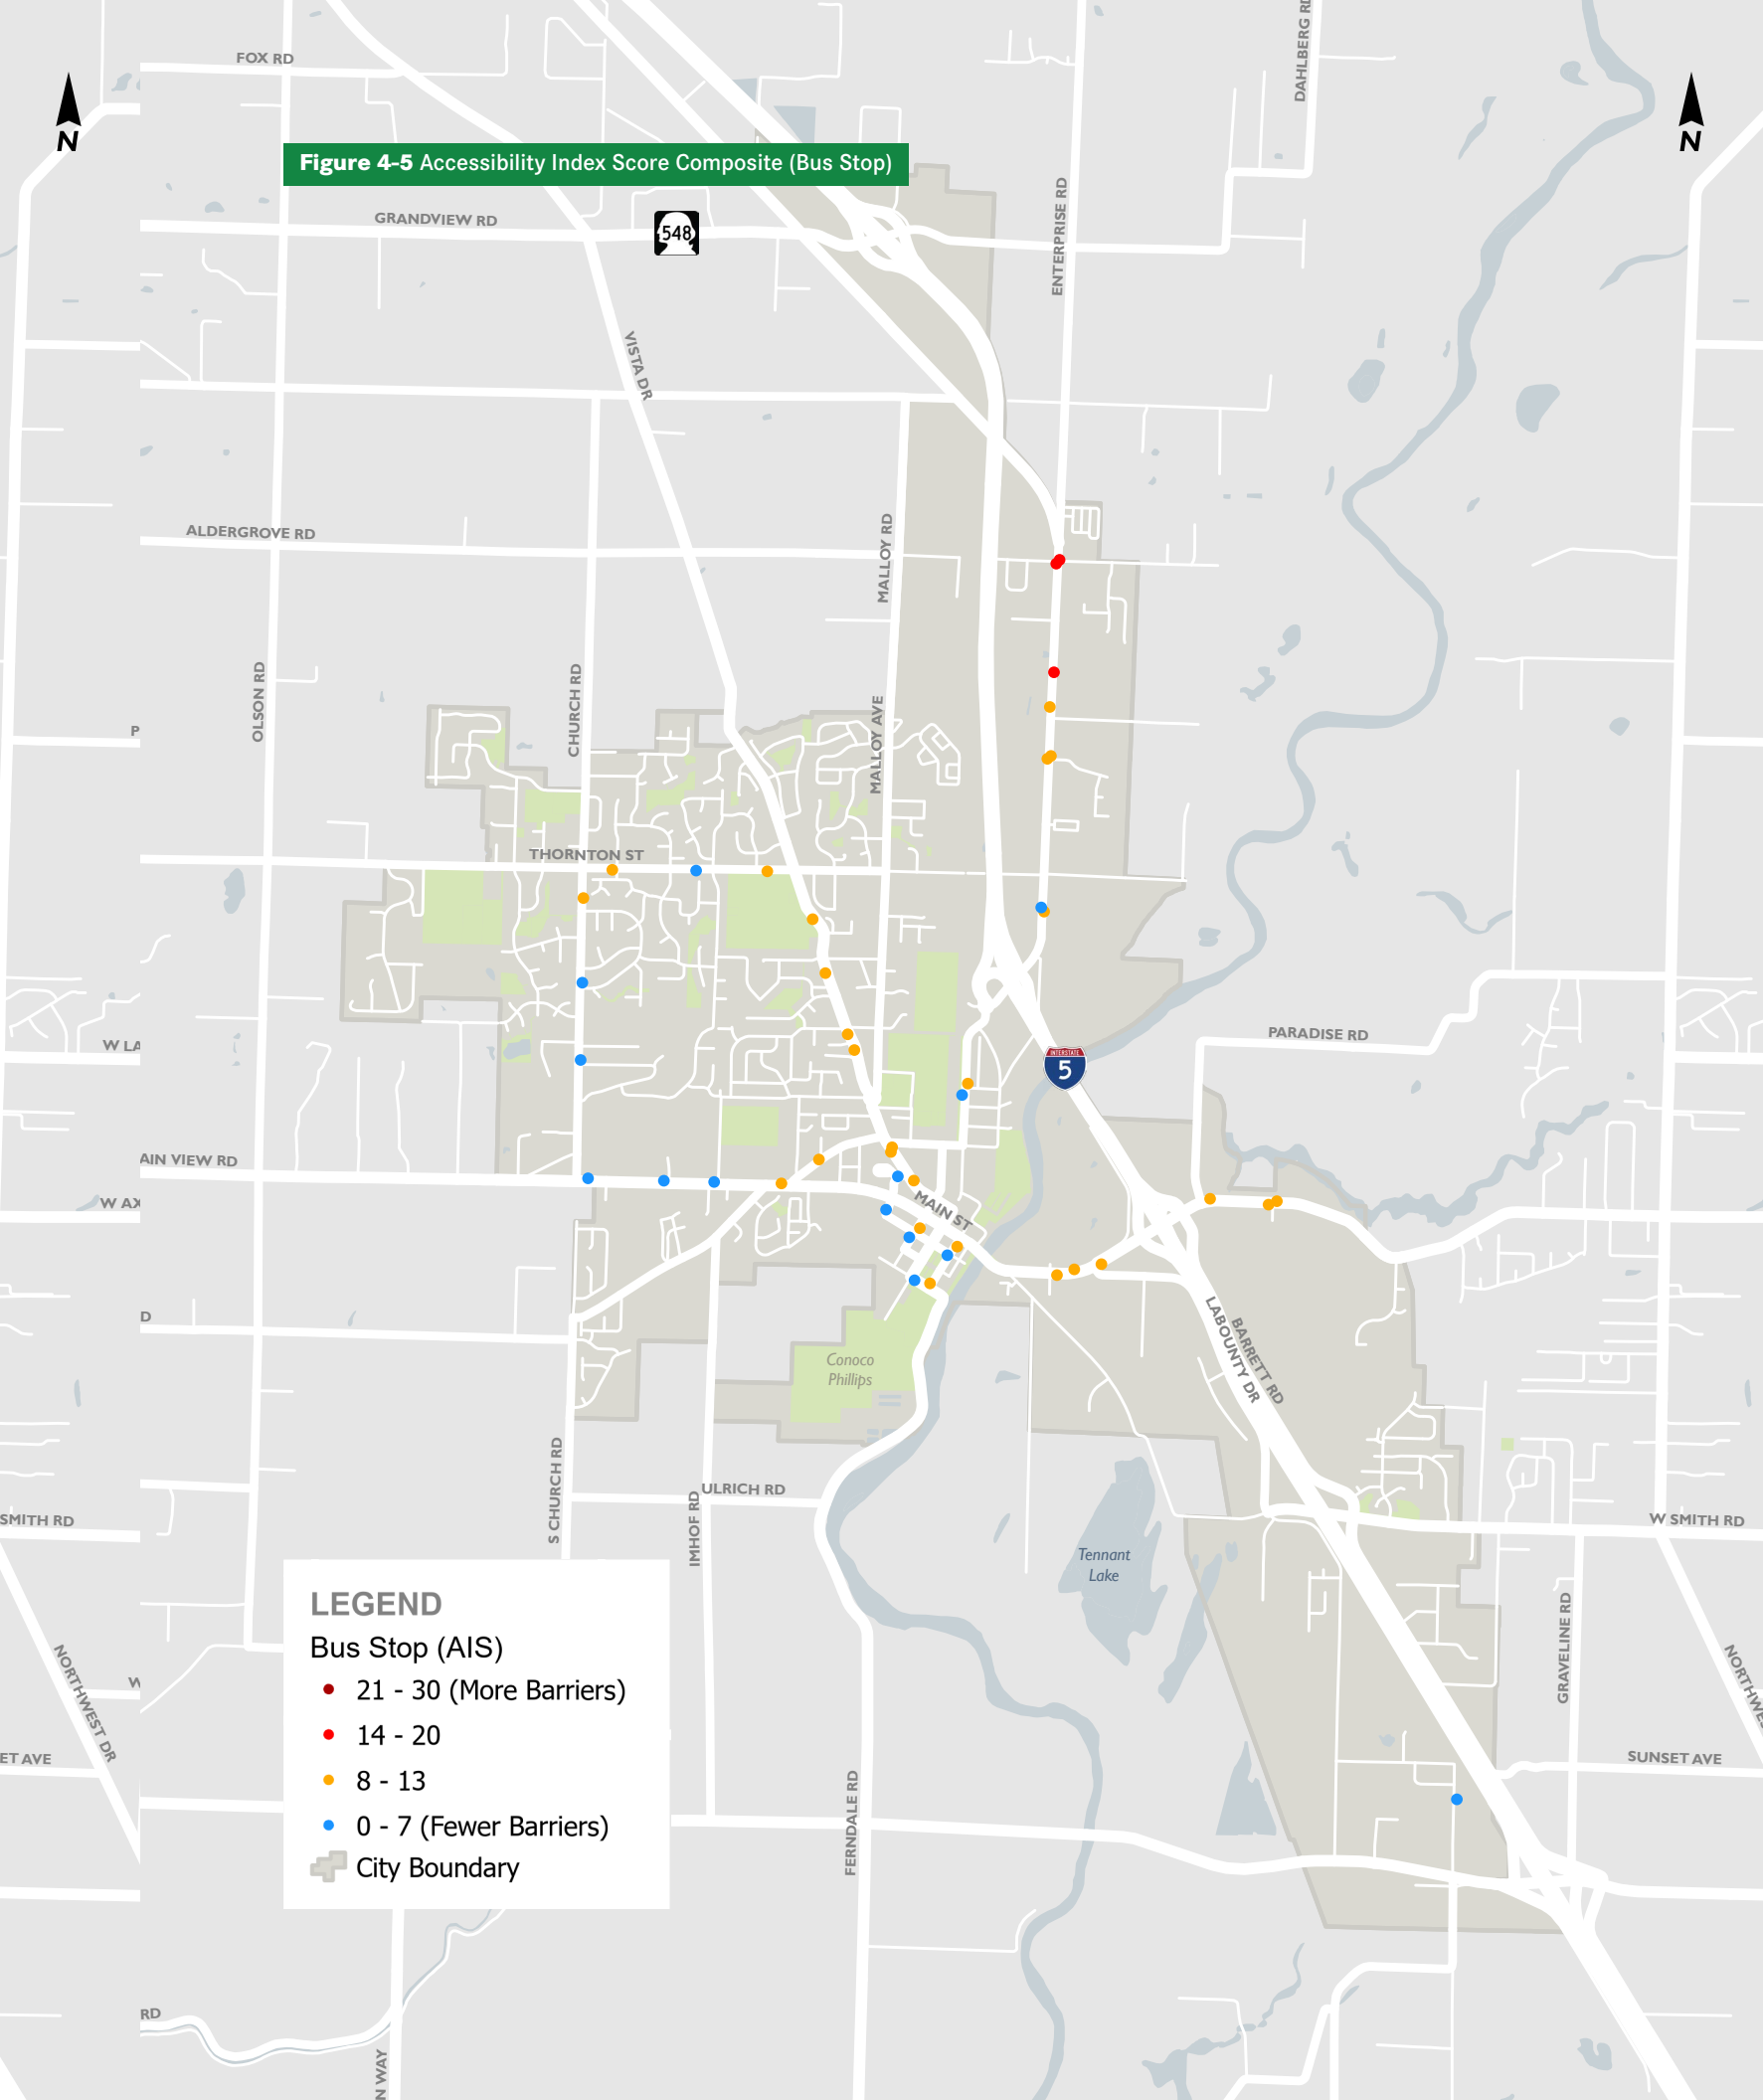 FOX RD
DAHLBERG RD
N
N
Figure 4-5 Accessibility Index Score Composite (Bus Stop)
GRANDVIEW RD
548
ENTERPRISE RD
VISTA DR
ALDERGROVE RD
MALLOY RD
OLSON RD
CHURCH RD
P
MALLOY AVE
THORNTON ST
W LA
PARADISE RD
INTERSTATE
5
AIN VIEW RD
W AX
MAIN ST
D
BARRETT RD
LABOUNTY DR
Conoco
Phillips
S CHURCH RD
ULRICH RD
IMHOF RD
SMITH RD
W SMITH RD
Tennant
Lake
LEGEND
Bus Stop (AIS)
21 - 30 (More Barriers)
14 - 20
8 - 13
0 - 7 (Fewer Barriers)
City Boundary
NORTHWEST DR
W
GRAVELINE RD
NORTHWES
ET AVE
SUNSET AVE
FERNDALE RD
RD
N WAY